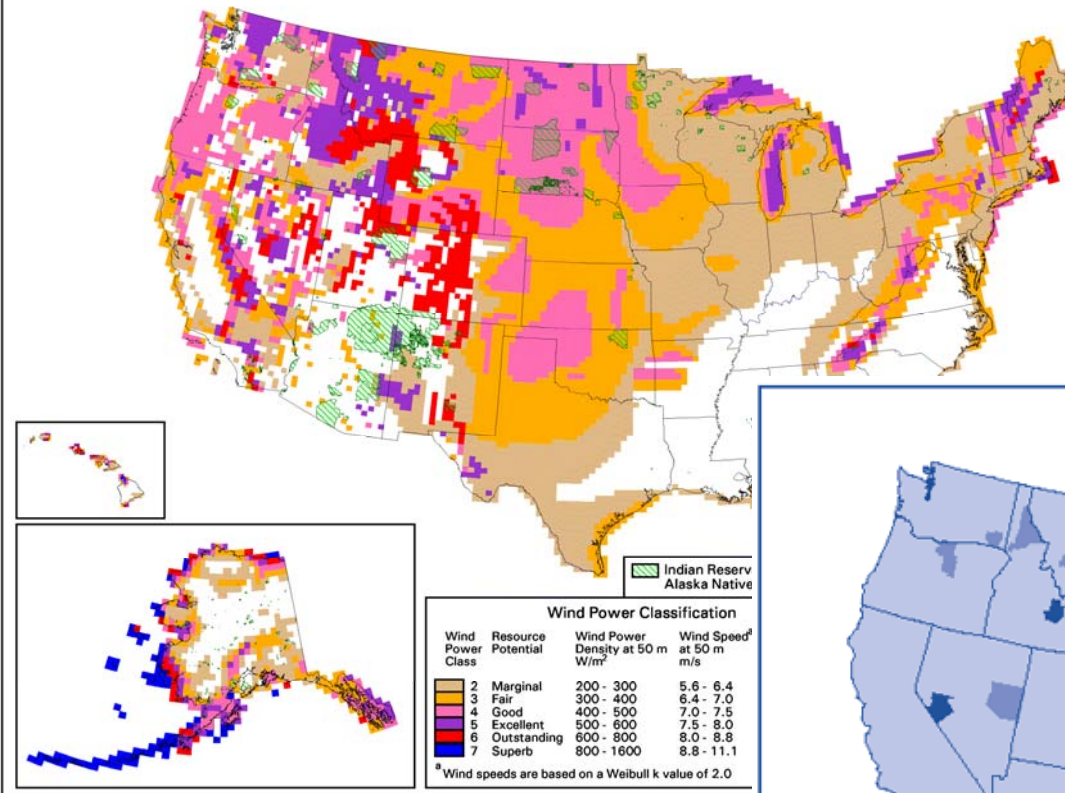 Indian Reserv
Alaska Native
Wind Power Classification
Wind Power Class Resource Potential Wind Power Density at 50 m W/m² Wind Speedᵃ at 50 m m/s
2 Marginal 200 - 300 5.6 - 6.4
3 Fair 300 - 400 6.4 - 7.0
4 Good 400 - 500 7.0 - 7.5
5 Excellent 500 - 600 7.5 - 8.0
6 Outstanding 600 - 800 8.0 - 8.8
7 Superb 800 - 1600 8.8 - 11.1
ᵃ Wind speeds are based on a Weibull k value of 2.0